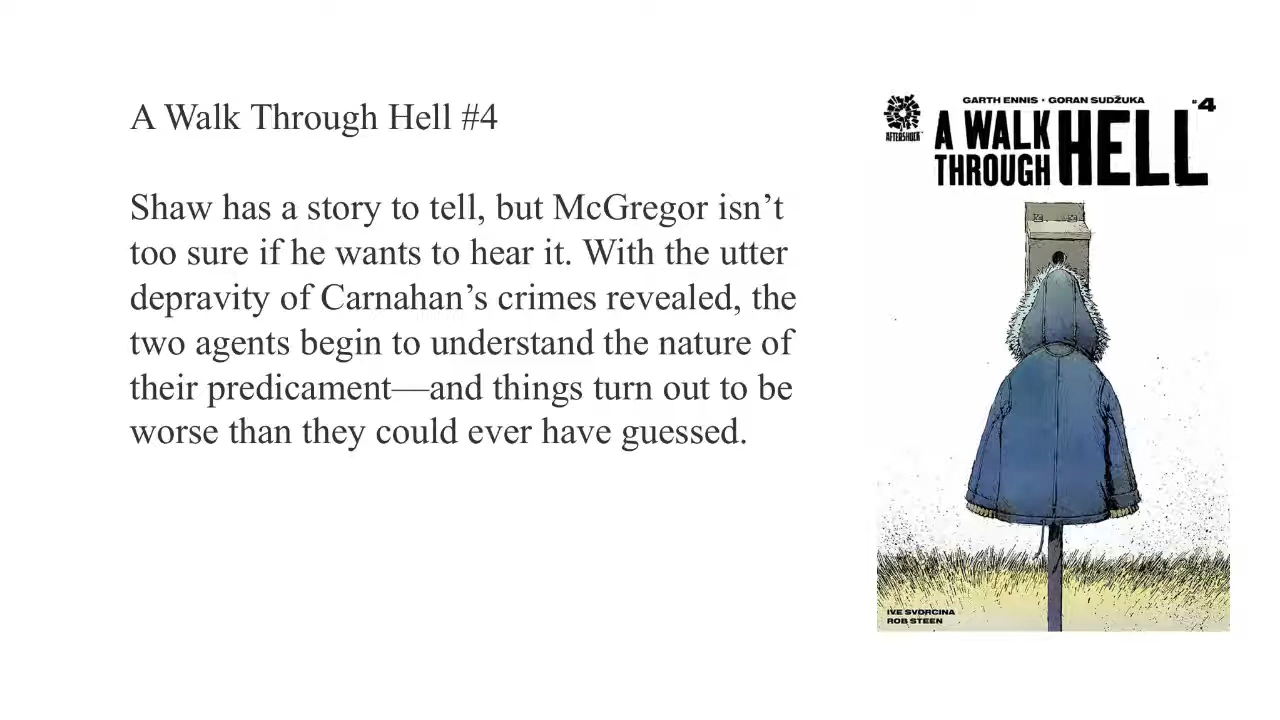 A Walk Through Hell #4
Shaw has a story to tell, but McGregor isn’t
too sure if he wants to hear it. With the utter
depravity of Carnahan’s crimes revealed, the
two agents begin to understand the nature of
their predicament—and things turn out to be
worse than they could ever have guessed.
GARTH ENNIS • GORAN SUDŽUKA
#4
AFTERSHOCK
A WALK
THROUGH
HELL
IVE SVORCINA
ROB STEEN